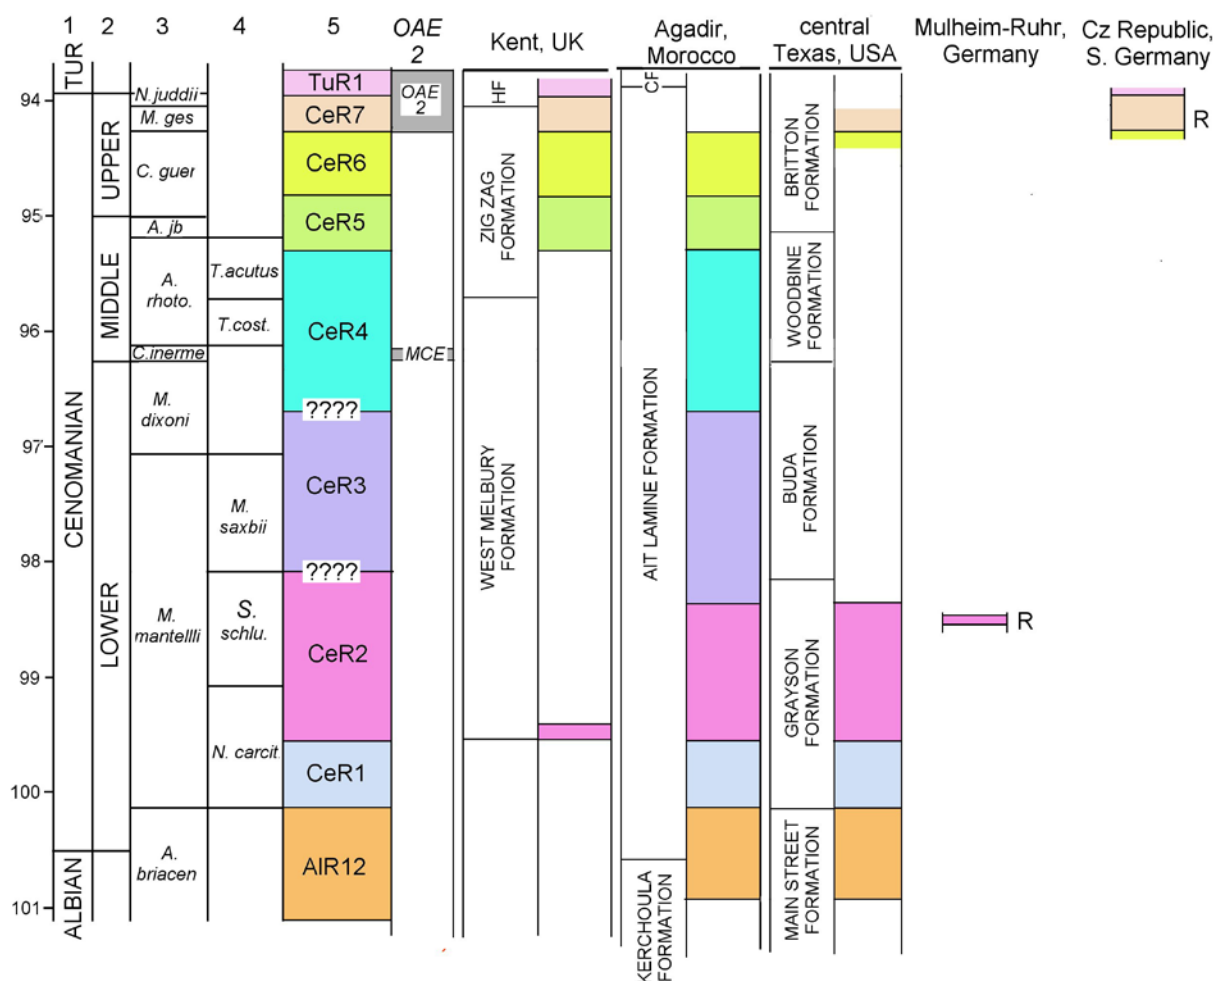 1
2
3
4
5
OAE
2
Kent, UK
Agadir,
Morocco
central
Texas, USA
Mulheim-Ruhr,
Germany
Cz Republic,
S. Germany
94
95
96
97
98
99
100
101
TUR
CENOMANIAN
ALBIAN
UPPER
MIDDLE
LOWER
N. juddii
M. ges
C. guer
A. jb
A.
rhoto.
C.inerme
M.
dixoni
M.
mantellli
A.
briacen
T.acutus
T.cost.
M.
saxbii
S.
schlu.
N. carcit.
TuR1
CeR7
CeR6
CeR5
CeR4
????
CeR3
????
CeR2
CeR1
AlR12
OAE
2
MCE
HF
ZIG ZAG
FORMATION
WEST MELBURY
FORMATION
CF
AIT LAMINE FORMATION
KERCHOULA
FORMATION
BRITTON
FORMATION
WOODBINE
FORMATION
BUDA
FORMATION
GRAYSON
FORMATION
MAIN STREET
FORMATION
R
R